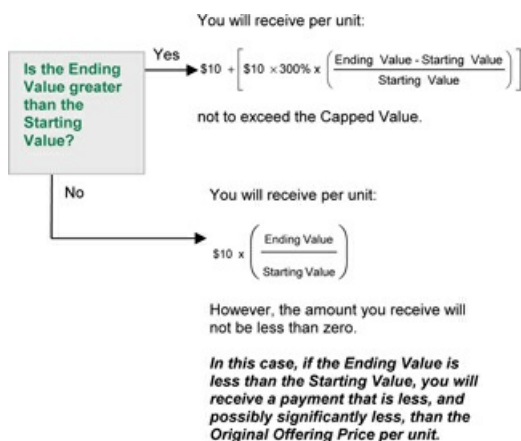 You will receive per unit:
Is the Ending
Value greater
than the
Starting
Value?
Yes
$10 + [ $10 ×300% x ( Ending Value - Starting Value
Starting Value ) ]
not to exceed the Capped Value.
No
You will receive per unit:
$10 x ( Ending Value
Starting Value )
However, the amount you receive will
not be less than zero.
In this case, if the Ending Value is
less than the Starting Value, you will
receive a payment that is less, and
possibly significantly less, than the
Original Offering Price per unit.